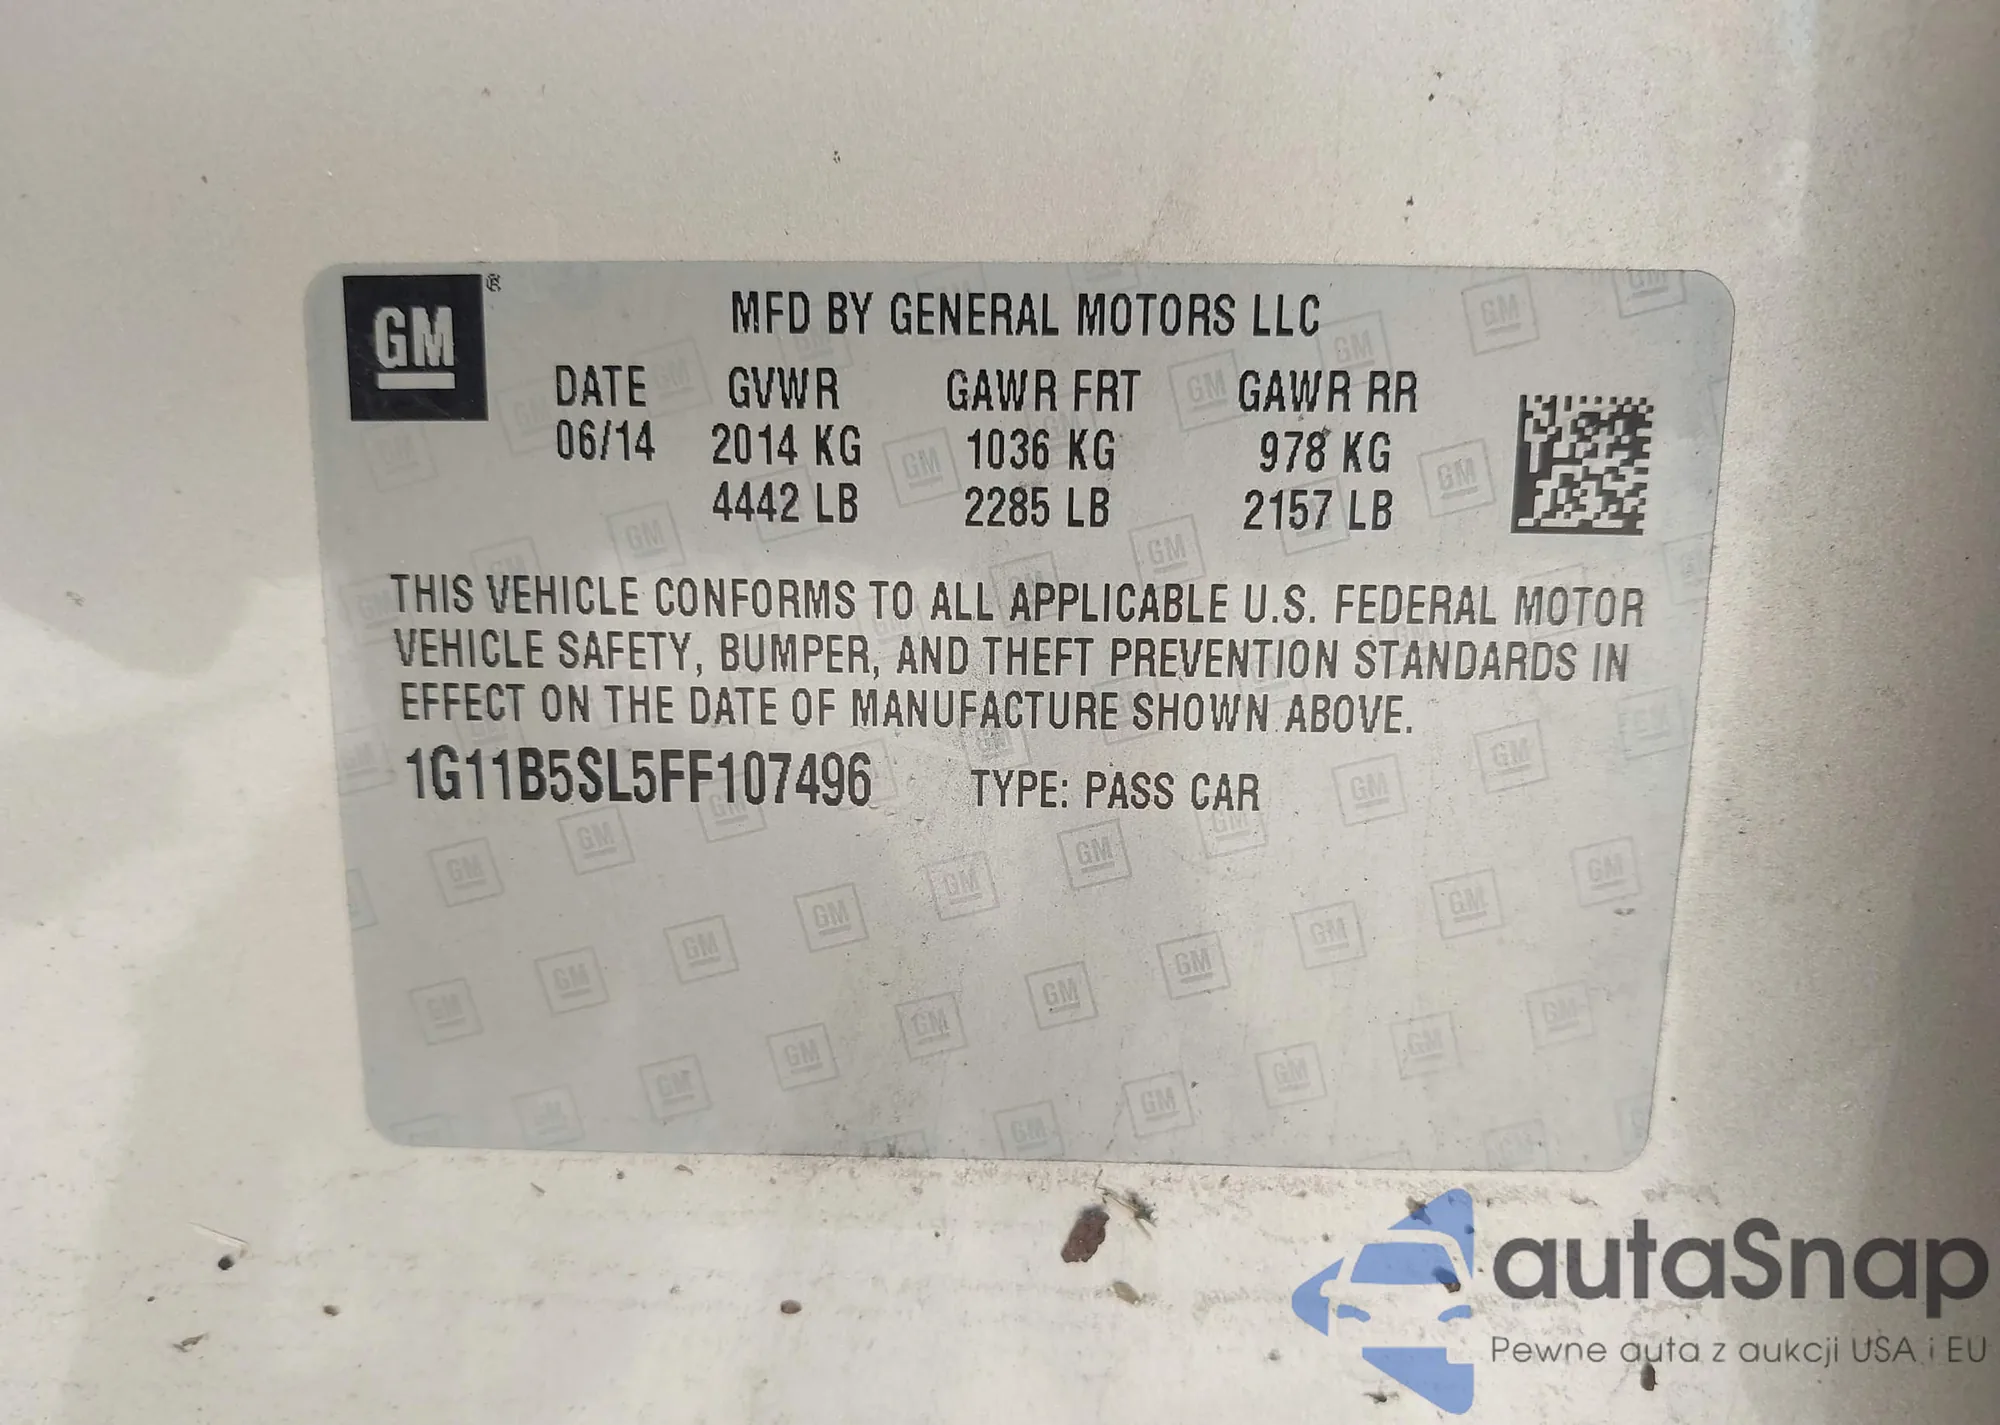 GM ®
MFD BY GENERAL MOTORS LLC
DATE GVWR GAWR FRT GAWR RR
06/14 2014 KG 1036 KG 978 KG
4442 LB 2285 LB 2157 LB
THIS VEHICLE CONFORMS TO ALL APPLICABLE U.S. FEDERAL MOTOR
VEHICLE SAFETY, BUMPER, AND THEFT PREVENTION STANDARDS IN
EFFECT ON THE DATE OF MANUFACTURE SHOWN ABOVE.
1G11B5SL5FF107496 TYPE: PASS CAR
autaSnap
Pewne auta z aukcji USA i EU